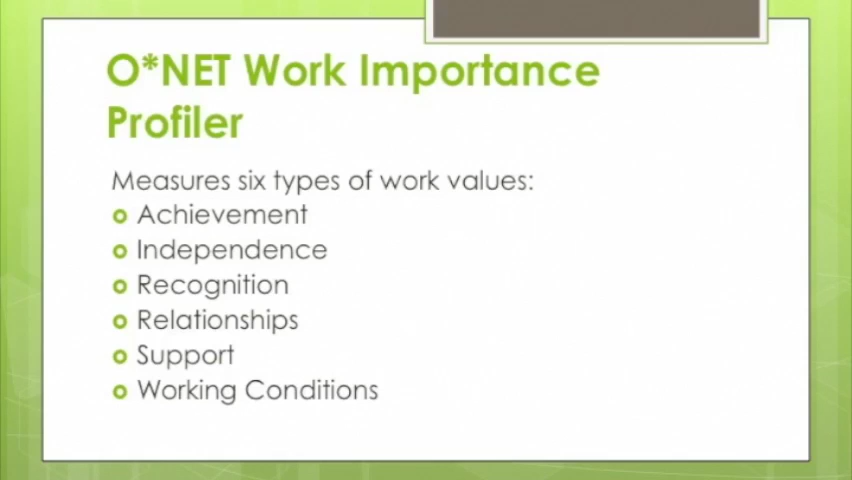 O*NET Work Importance
Profiler
Measures six types of work values:
Achievement
Independence
Recognition
Relationships
Support
Working Conditions